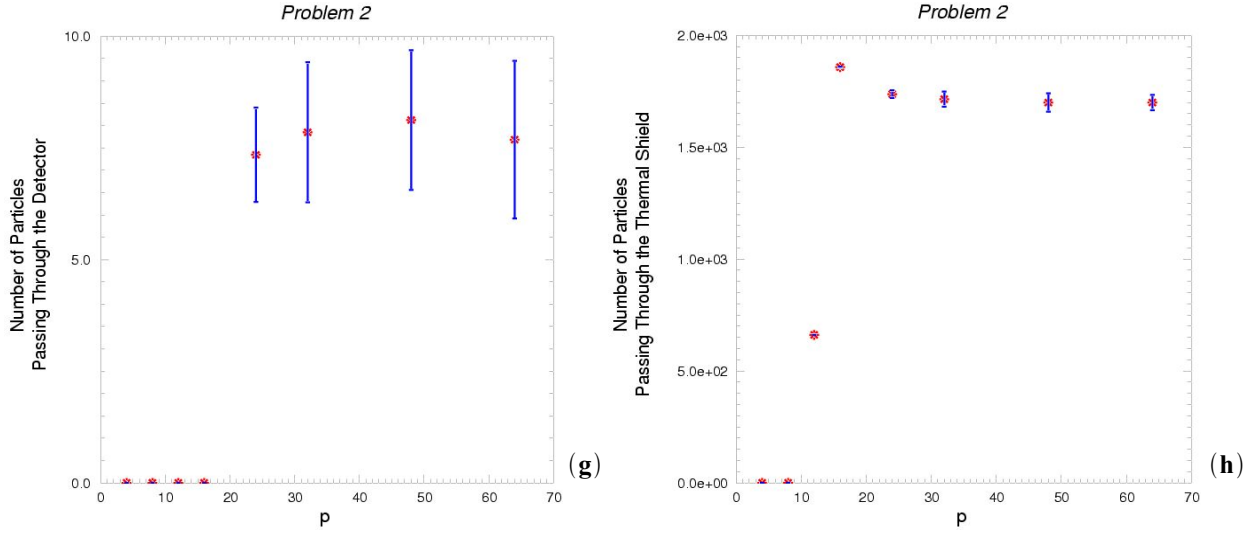 Problem 2
Number of Particles
Passing Through the Detector
10.0
5.0
0.0
0 10 20 30 40 50 60 70
p
(g)
Problem 2
Number of Particles
Passing Through the Thermal Shield
2.0e+03
1.5e+03
1.0e+03
5.0e+02
0.0e+00
0 10 20 30 40 50 60 70
p
(h)